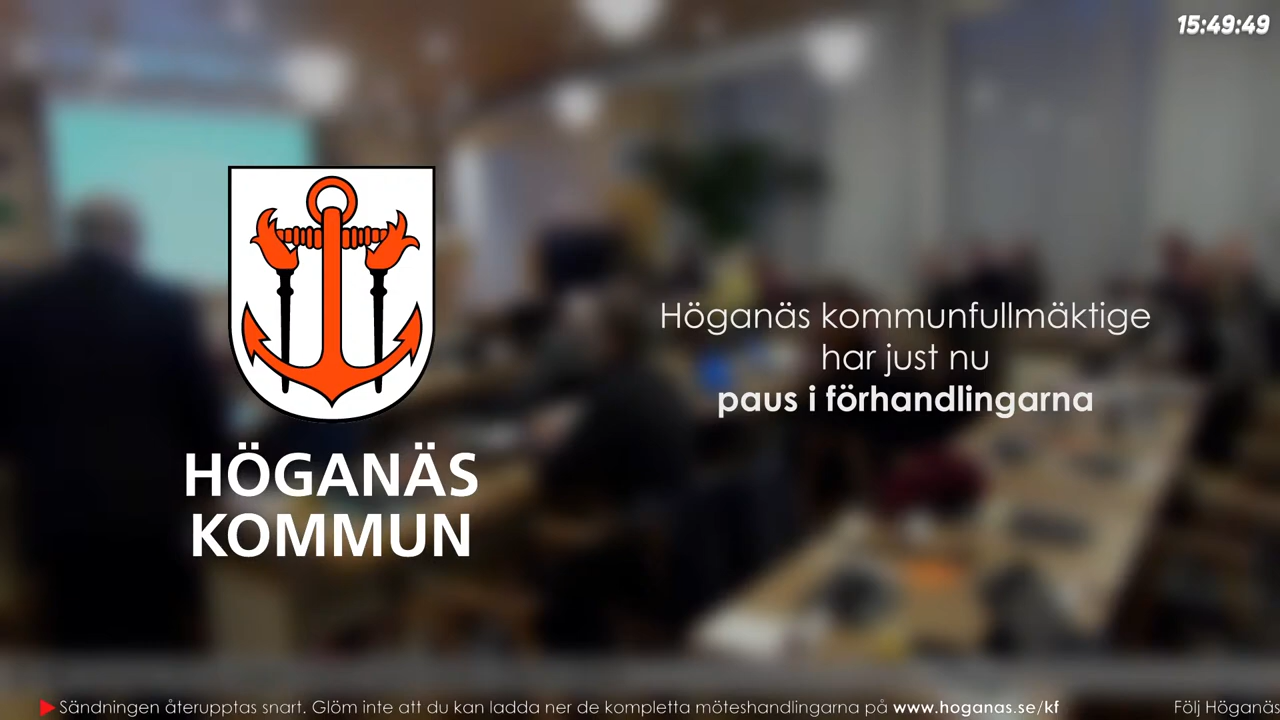 15:49:49
HÖGANÄS
KOMMUN
Höganäs kommunfullmäktige
har just nu
paus i förhandlingarna
Sändningen återupptas snart. Glöm inte att du kan ladda ner de kompletta möteshandlingarna på www.hoganas.se/kf
Följ Höganäs